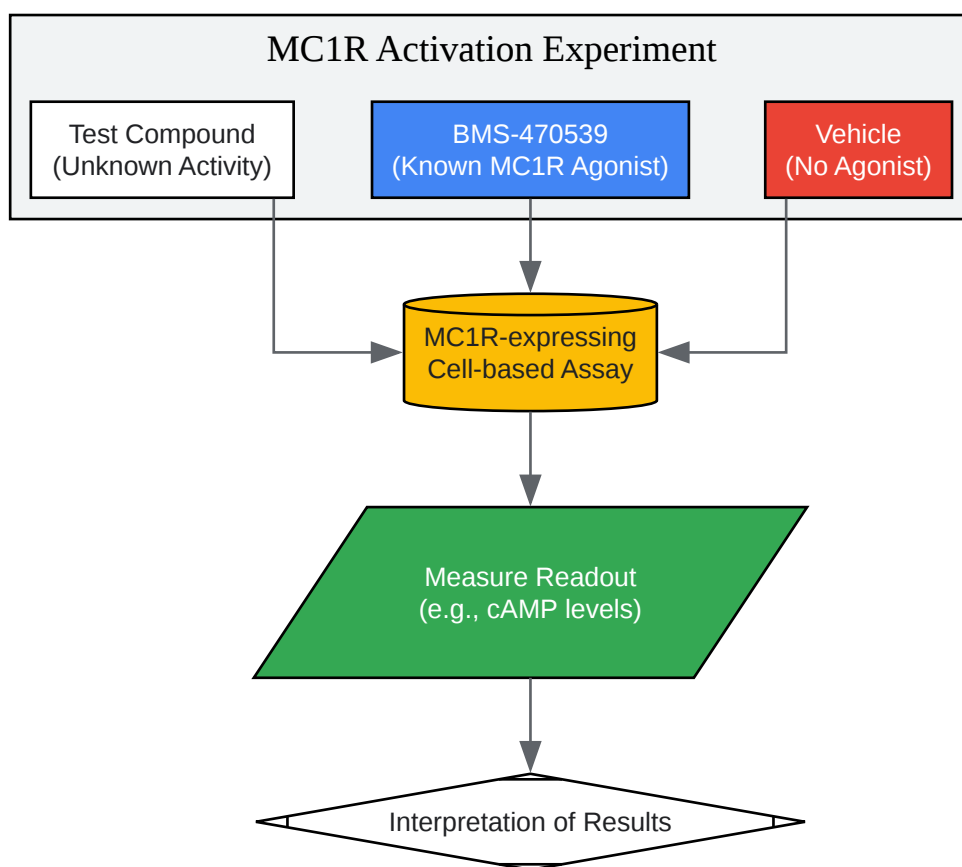 MC1R Activation Experiment
Test Compound
(Unknown Activity)
BMS-470539
(Known MC1R Agonist)
Vehicle
(No Agonist)
MC1R-expressing
Cell-based Assay
Measure Readout
(e.g., cAMP levels)
Interpretation of Results